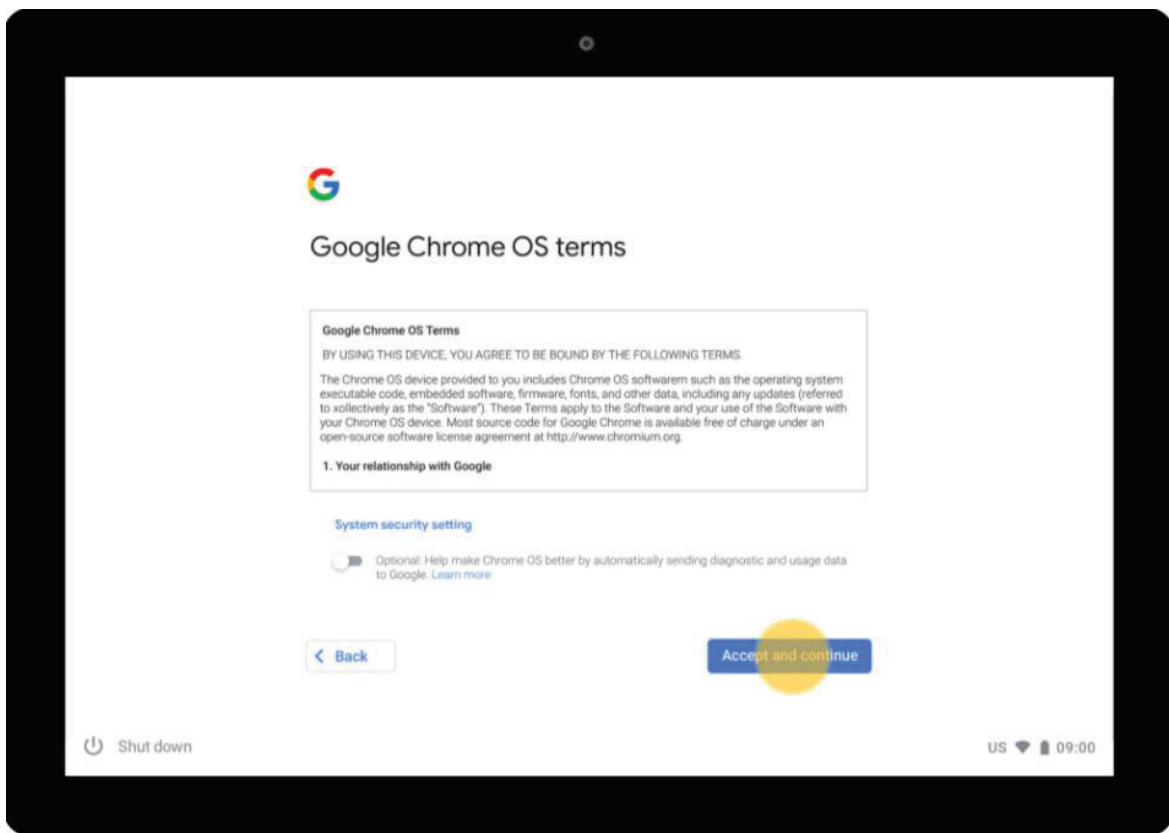 Google Chrome OS terms
Google Chrome OS Terms
BY USING THIS DEVICE, YOU AGREE TO BE BOUND BY THE FOLLOWING TERMS.
The Chrome OS device provided to you includes Chrome OS softwarem such as the operating system
executable code, embedded software, firmware, fonts, and other data, including any updates (referred
to xollectively as the "Software"). These Terms apply to the Software and your use of the Software with
your Chrome OS device. Most source code for Google Chrome is available free of charge under an
open-source software license agreement at http://www.chromium.org.
1. Your relationship with Google
System security setting
Optional: Help make Chrome OS better by automatically sending diagnostic and usage data
to Google. Learn more
Back
Accept and continue
Shut down
US 09:00